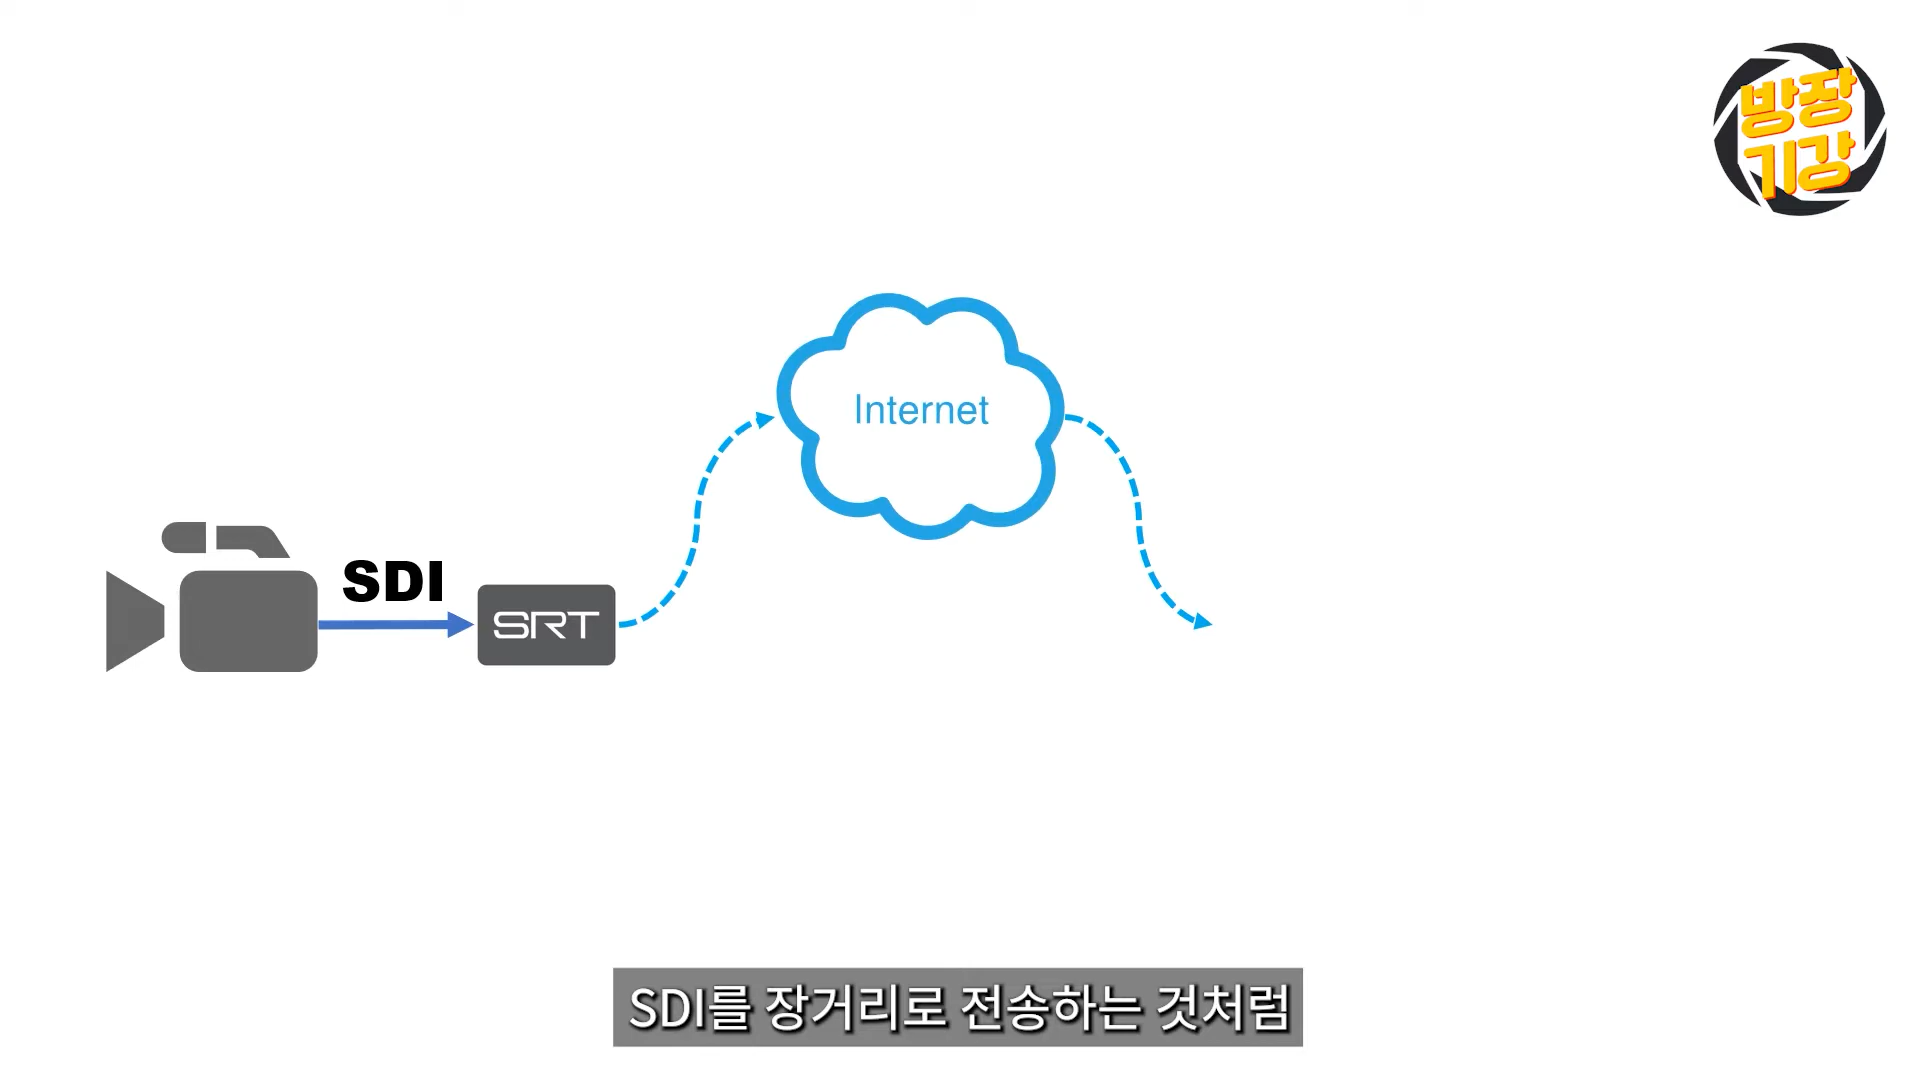 방장
기강
Internet
SDI
SRT
SDI를 장거리로 전송하는 것처럼